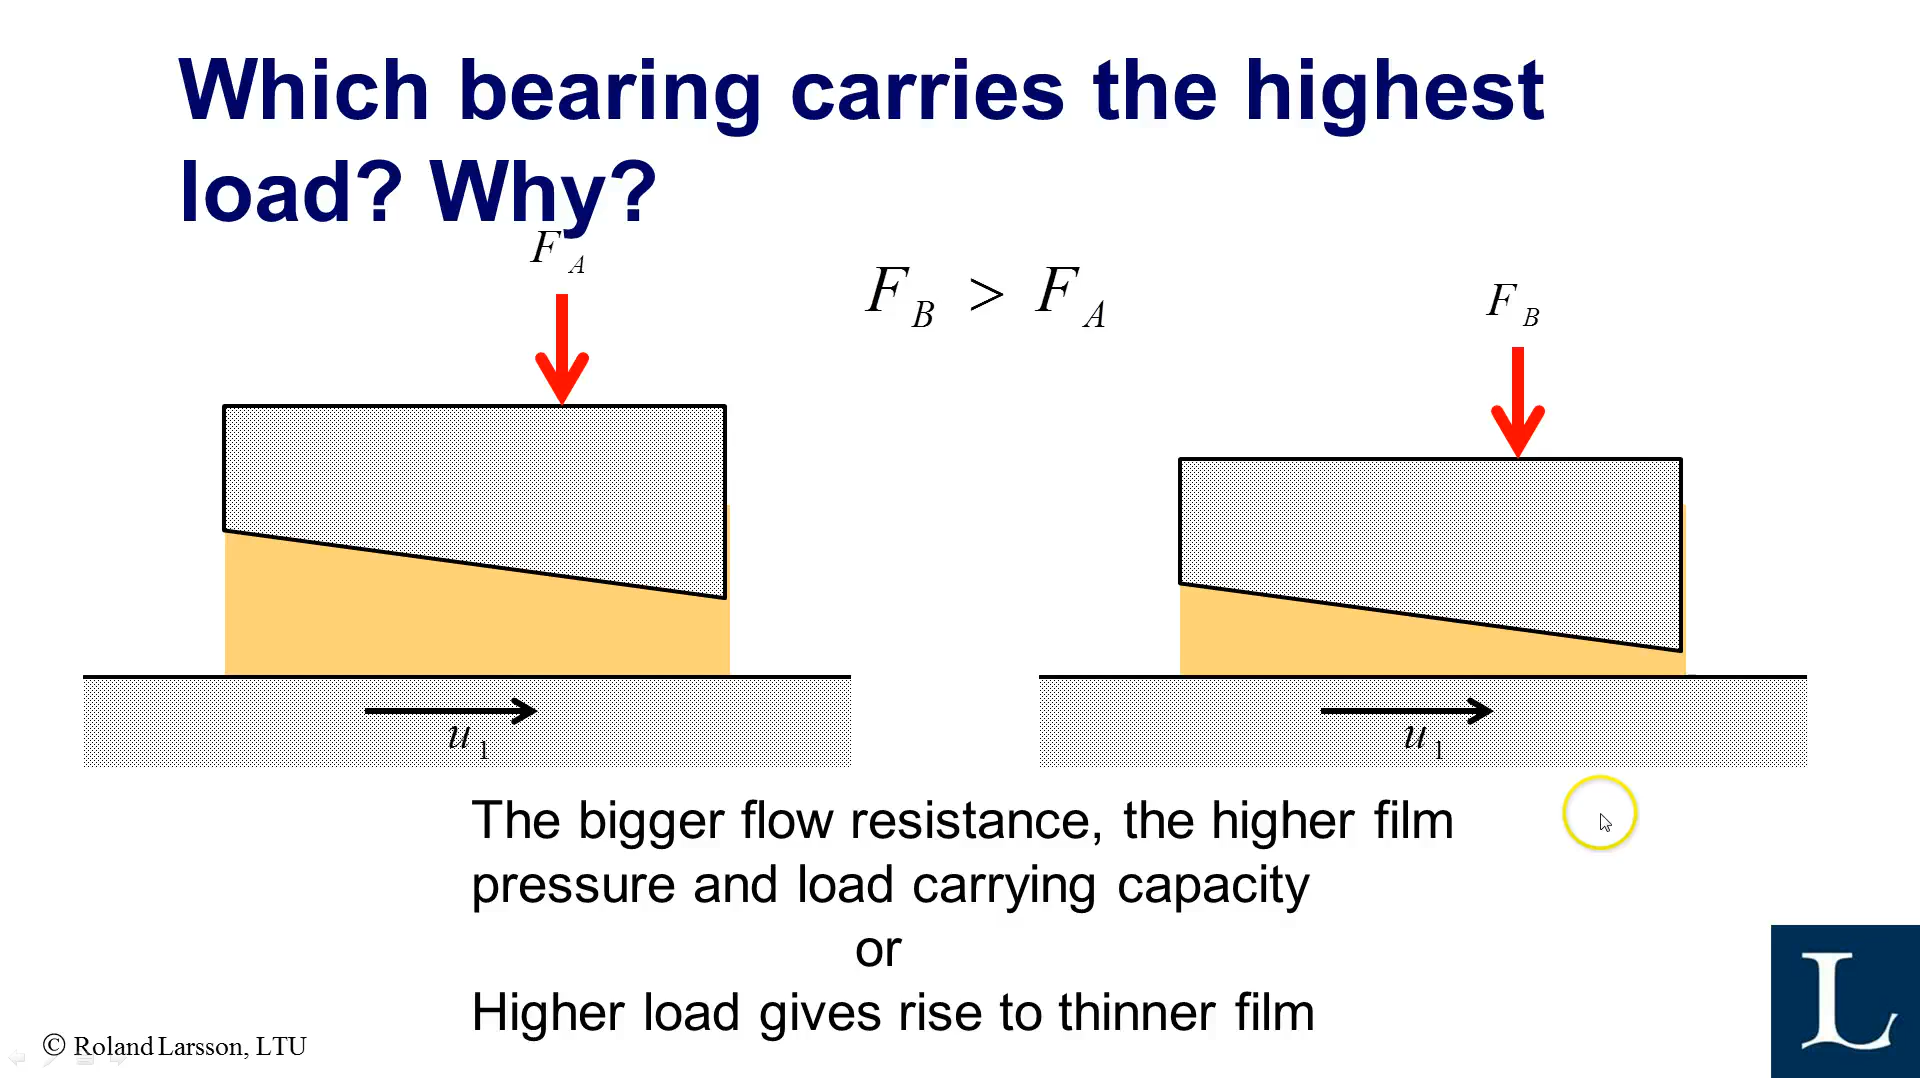 Which bearing carries the highest
load? Why?
F A
F B > F A
F B
u 1
u 1
The bigger flow resistance, the higher film
pressure and load carrying capacity
or
Higher load gives rise to thinner film
© Roland Larsson, LTU
L